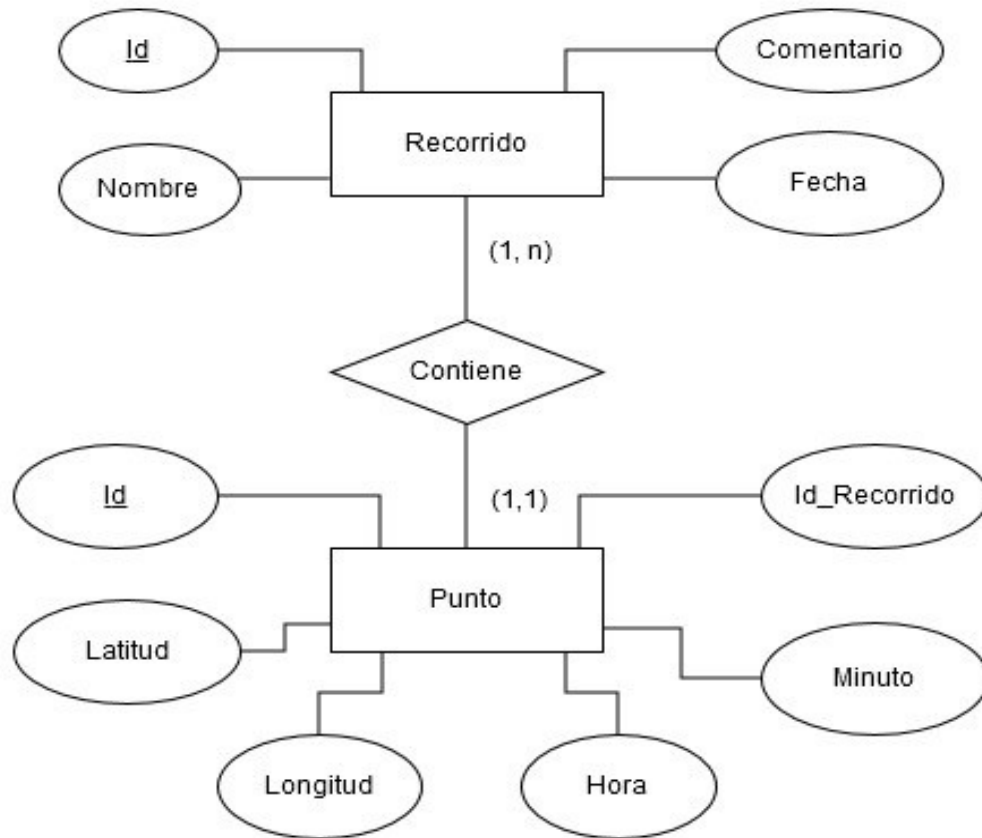 Id
Comentario
Recorrido
Nombre
Fecha
(1, n)
Contiene
Id
(1,1)
Id_Recorrido
Punto
Latitud
Minuto
Longitud
Hora